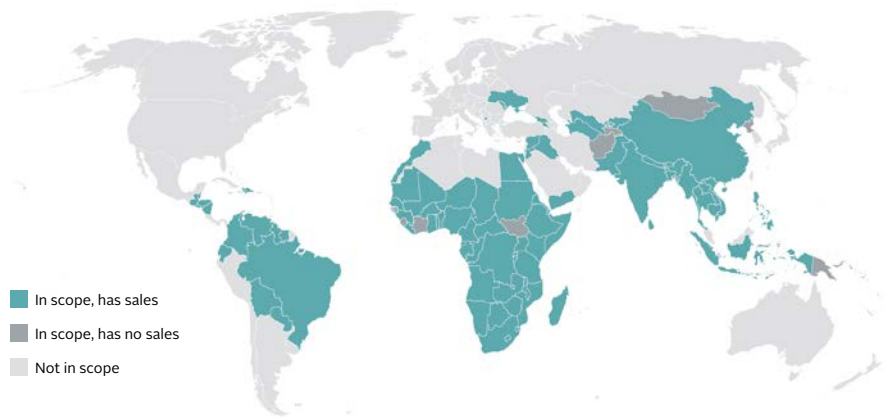 In scope, has sales
In scope, has no sales
Not in scope